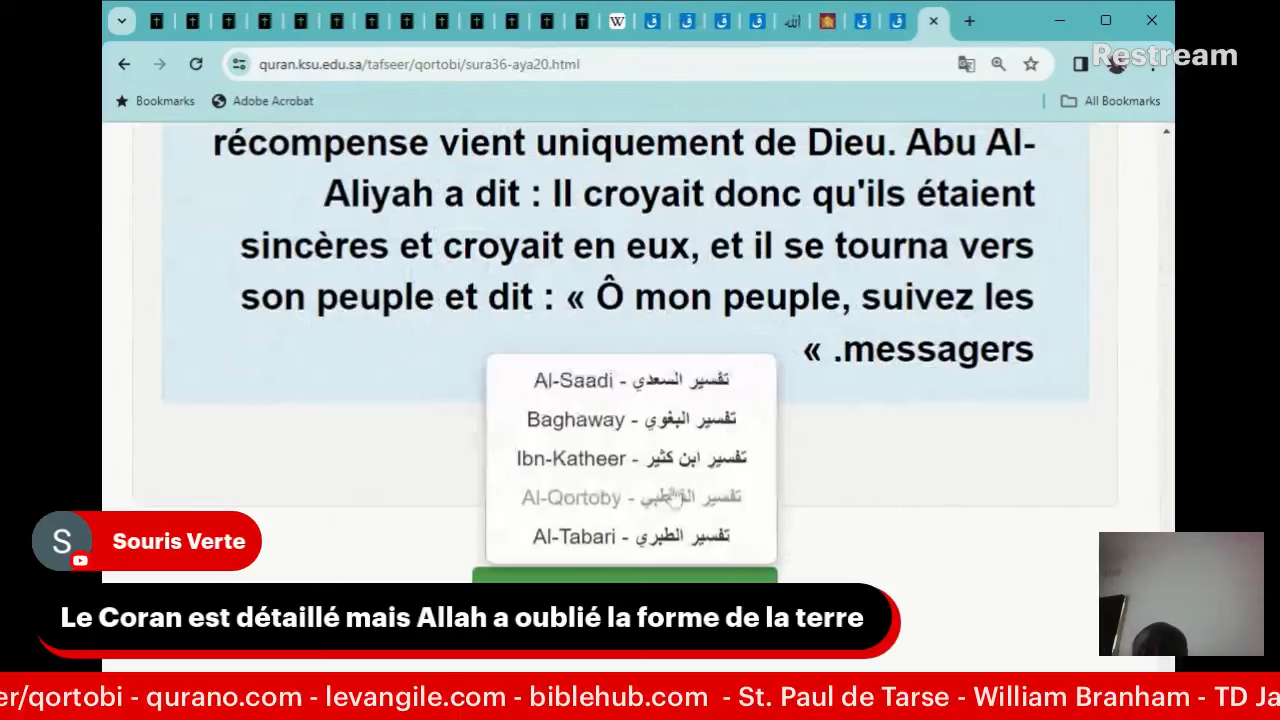 quran.ksu.edu.sa/tafseer/qortobi/sura36-aya20.html
Restream
Bookmarks
Adobe Acrobat
All Bookmarks
récompense vient uniquement de Dieu. Abu Al-
Aliyah a dit : Il croyait donc qu'ils étaient
sincères et croyait en eux, et il se tourna vers
son peuple et dit : « Ô mon peuple, suivez les
« .messagers
Al-Saadi - تفسير السعدي
Baghaway - تفسير البغوي
Ibn-Katheer - تفسير ابن كثير
Al-Qortoby - تفسير القرطبي
Al-Tabari - تفسير الطبري
S
Souris Verte
Le Coran est détaillé mais Allah a oublié la forme de la terre
er/qortobi - qurano.com - levangile.com - biblehub.com - St. Paul de Tarse - William Branham - TD Ja